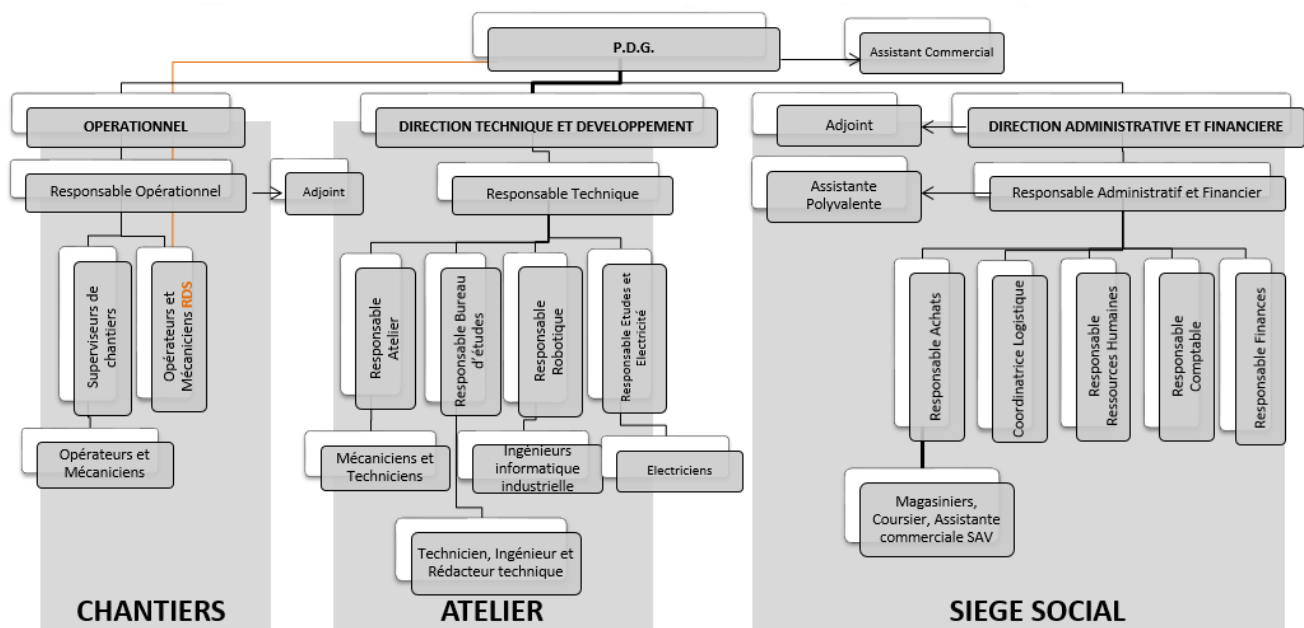 P.D.G.
Assistant Commercial
OPERATIONNEL
DIRECTION TECHNIQUE ET DEVELOPPEMENT
Adjoint
DIRECTION ADMINISTRATIVE ET FINANCIERE
Responsable Opérationnel
Adjoint
Responsable Technique
Assistante
Polyvalente
Responsable Administratif et Financier
Superviseurs de
chantiers
Opérateurs et
Mécaniciens RDS
Responsable
Atelier
Responsable Bureau
d'études
Responsable
Robotique
Responsable Etudes et
Electricité
Responsable Achats
Coordinatrice Logistique
Responsable
Ressources Humaines
Responsable
Comptable
Responsable Finances
Opérateurs et
Mécaniciens
Mécaniciens et
Techniciens
Ingénieurs
informatique
industrielle
Electriciens
Magasiniers,
Coursier, Assistante
commerciale SAV
Technicien, Ingénieur et
Rédacteur technique
CHANTIERS
ATELIER
SIEGE SOCIAL